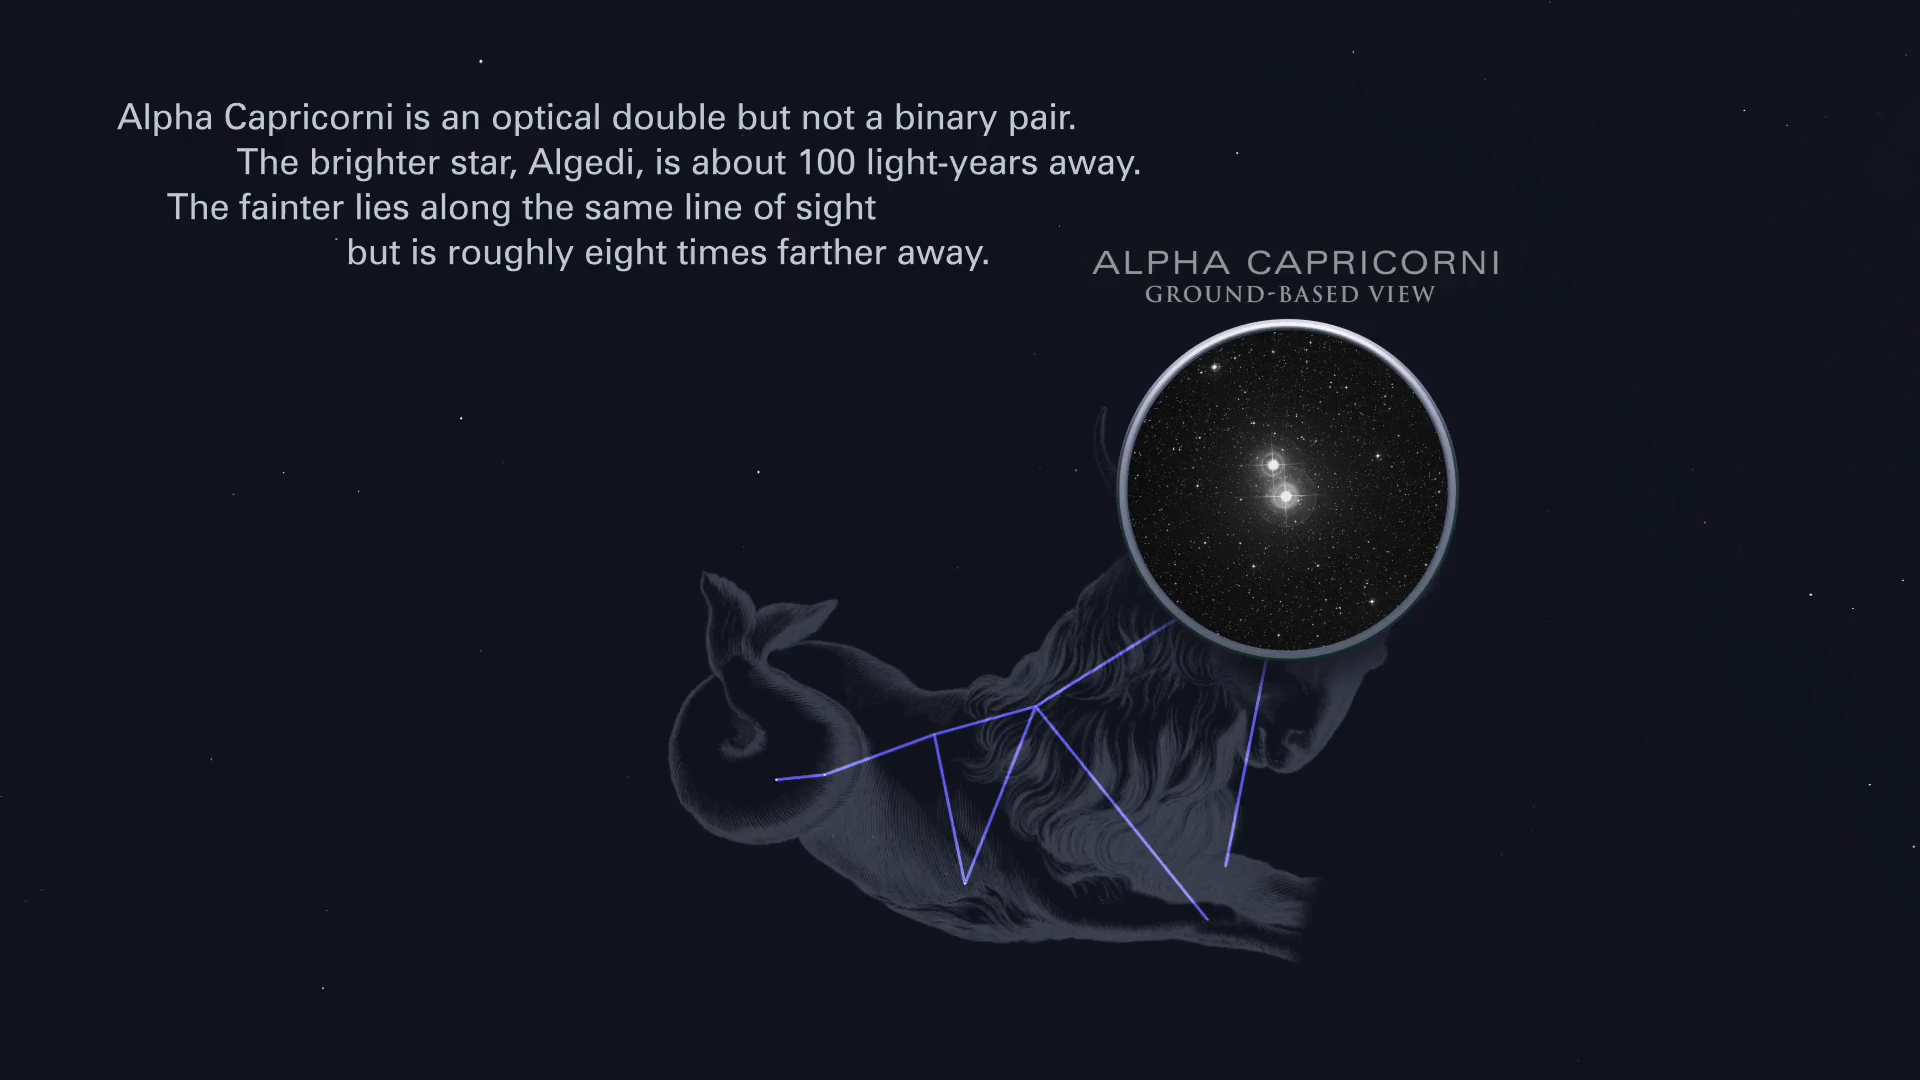 Alpha Capricorni is an optical double but not a binary pair.
The brighter star, Algedi, is about 100 light-years away.
The fainter lies along the same line of sight
but is roughly eight times farther away.
ALPHA CAPRICORNI
GROUND-BASED VIEW